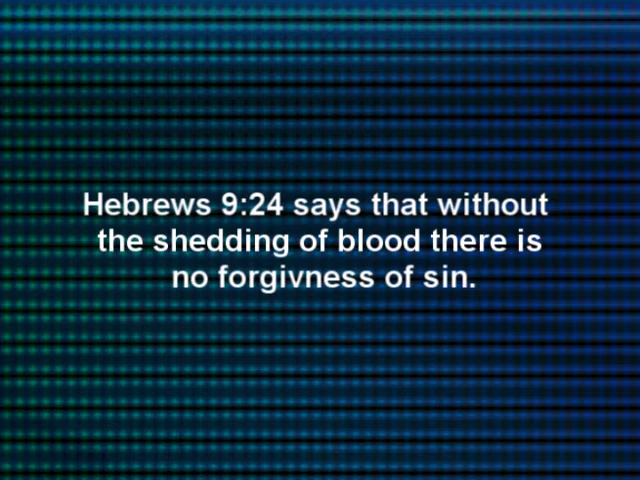 Hebrews 9:24 says that without
the shedding of blood there is
no forgivness of sin.